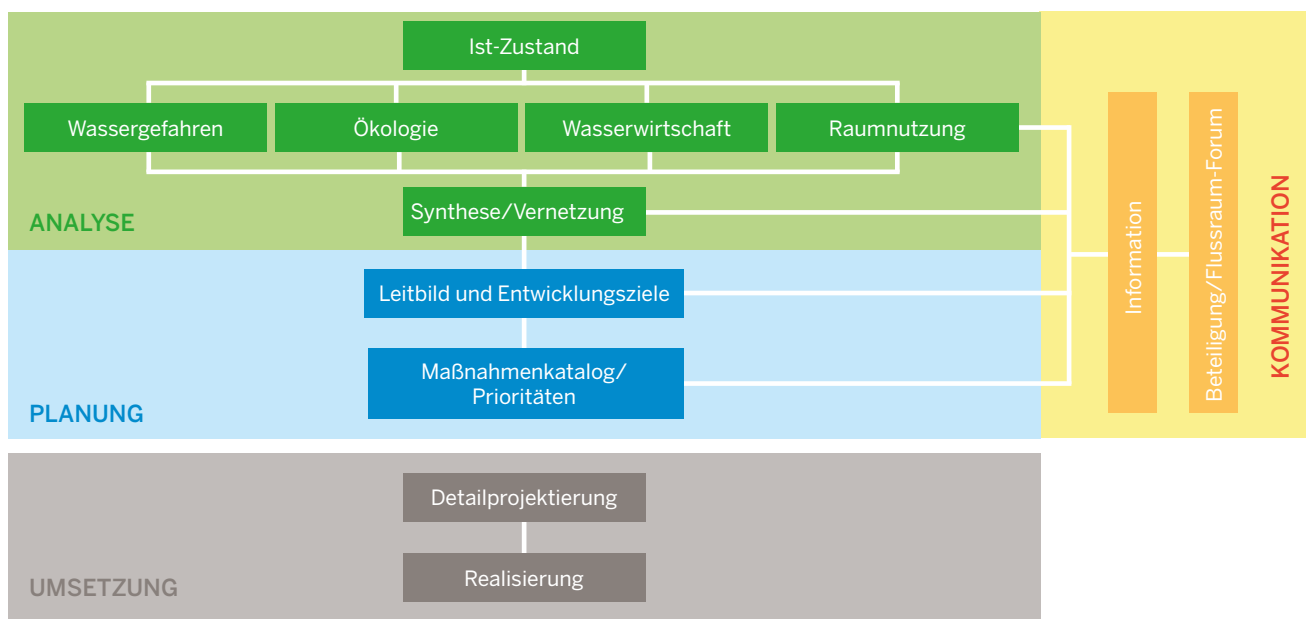 Ist-Zustand
Wassergefahren
Ökologie
Wasserwirtschaft
Raumnutzung
Synthese/Vernetzung
ANALYSE
Leitbild und Entwicklungsziele
Maßnahmenkatalog/
Prioritäten
PLANUNG
Information
Beteiligung/Flussraum-Forum
KOMMUNIKATION
Detailprojektierung
Realisierung
UMSETZUNG